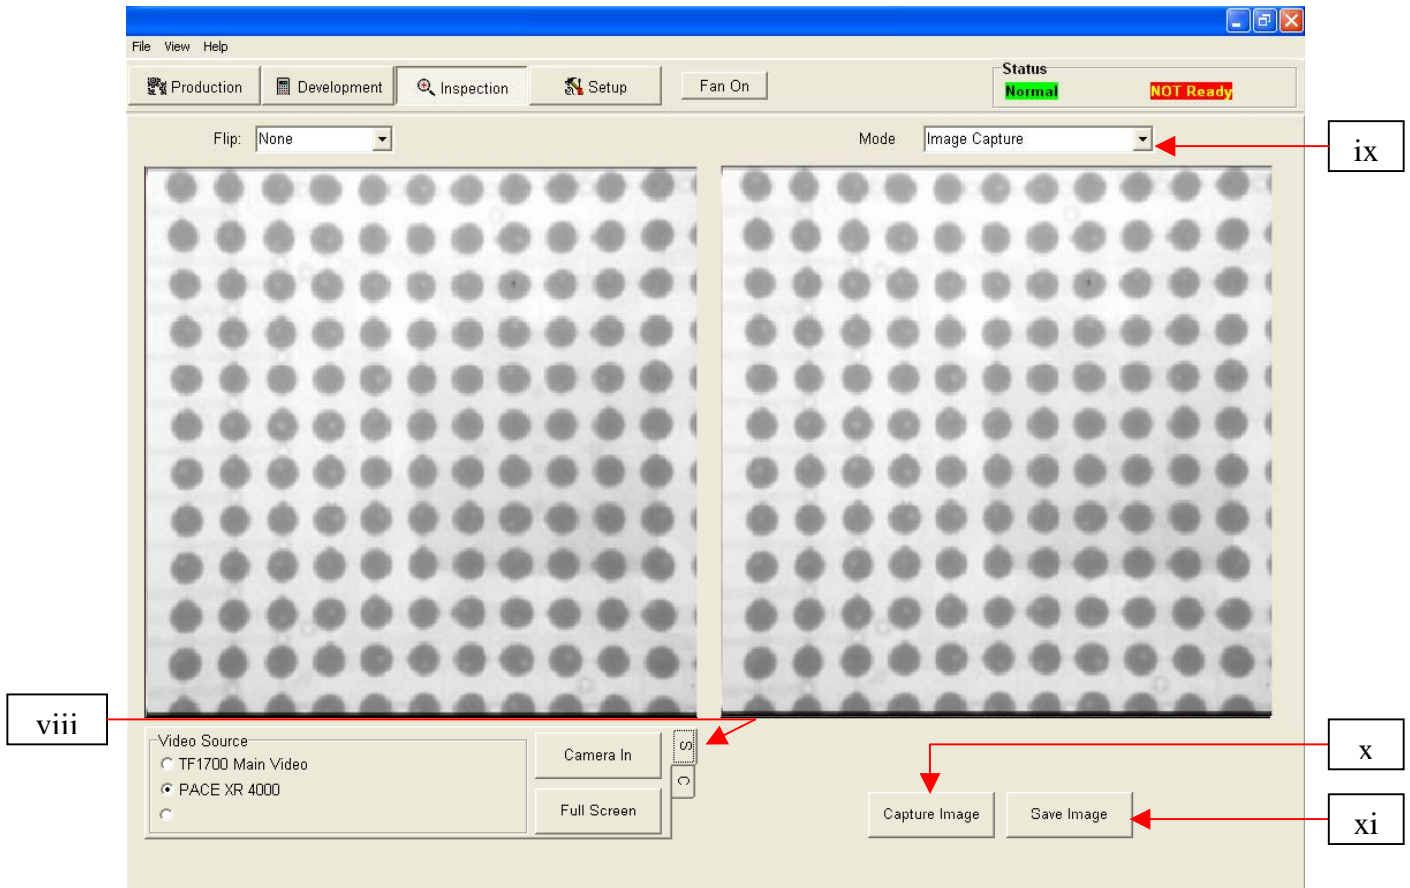 File View Help
Production Development Inspection Setup Fan On
Status
Normal NOT Ready
Flip: None
Mode Image Capture
ix
viii
Video Source
TF1700 Main Video
PACE XR 4000
Camera In
Full Screen
S
C
Capture Image
Save Image
x
xi